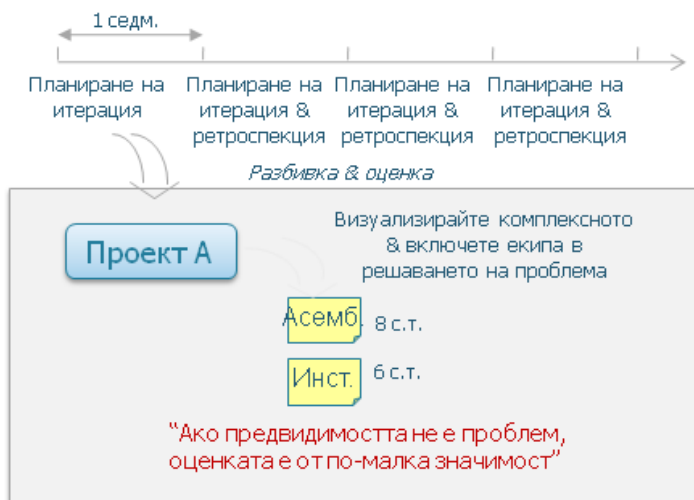 1 седм.
Планиране на
итерация
Планиране на
итерация &
ретроспекция
Планиране на
итерация &
ретроспекция
Планиране на
итерация &
ретроспекция
Разбивка & оценка
Проект А
Визуализирайте комплексното
& включете екипа в
решаването на проблема
Асемб.
8 с.т.
Инст.
6 с.т.
“Ако предвидимостта не е проблем,
оценката е от по-малка значимост”